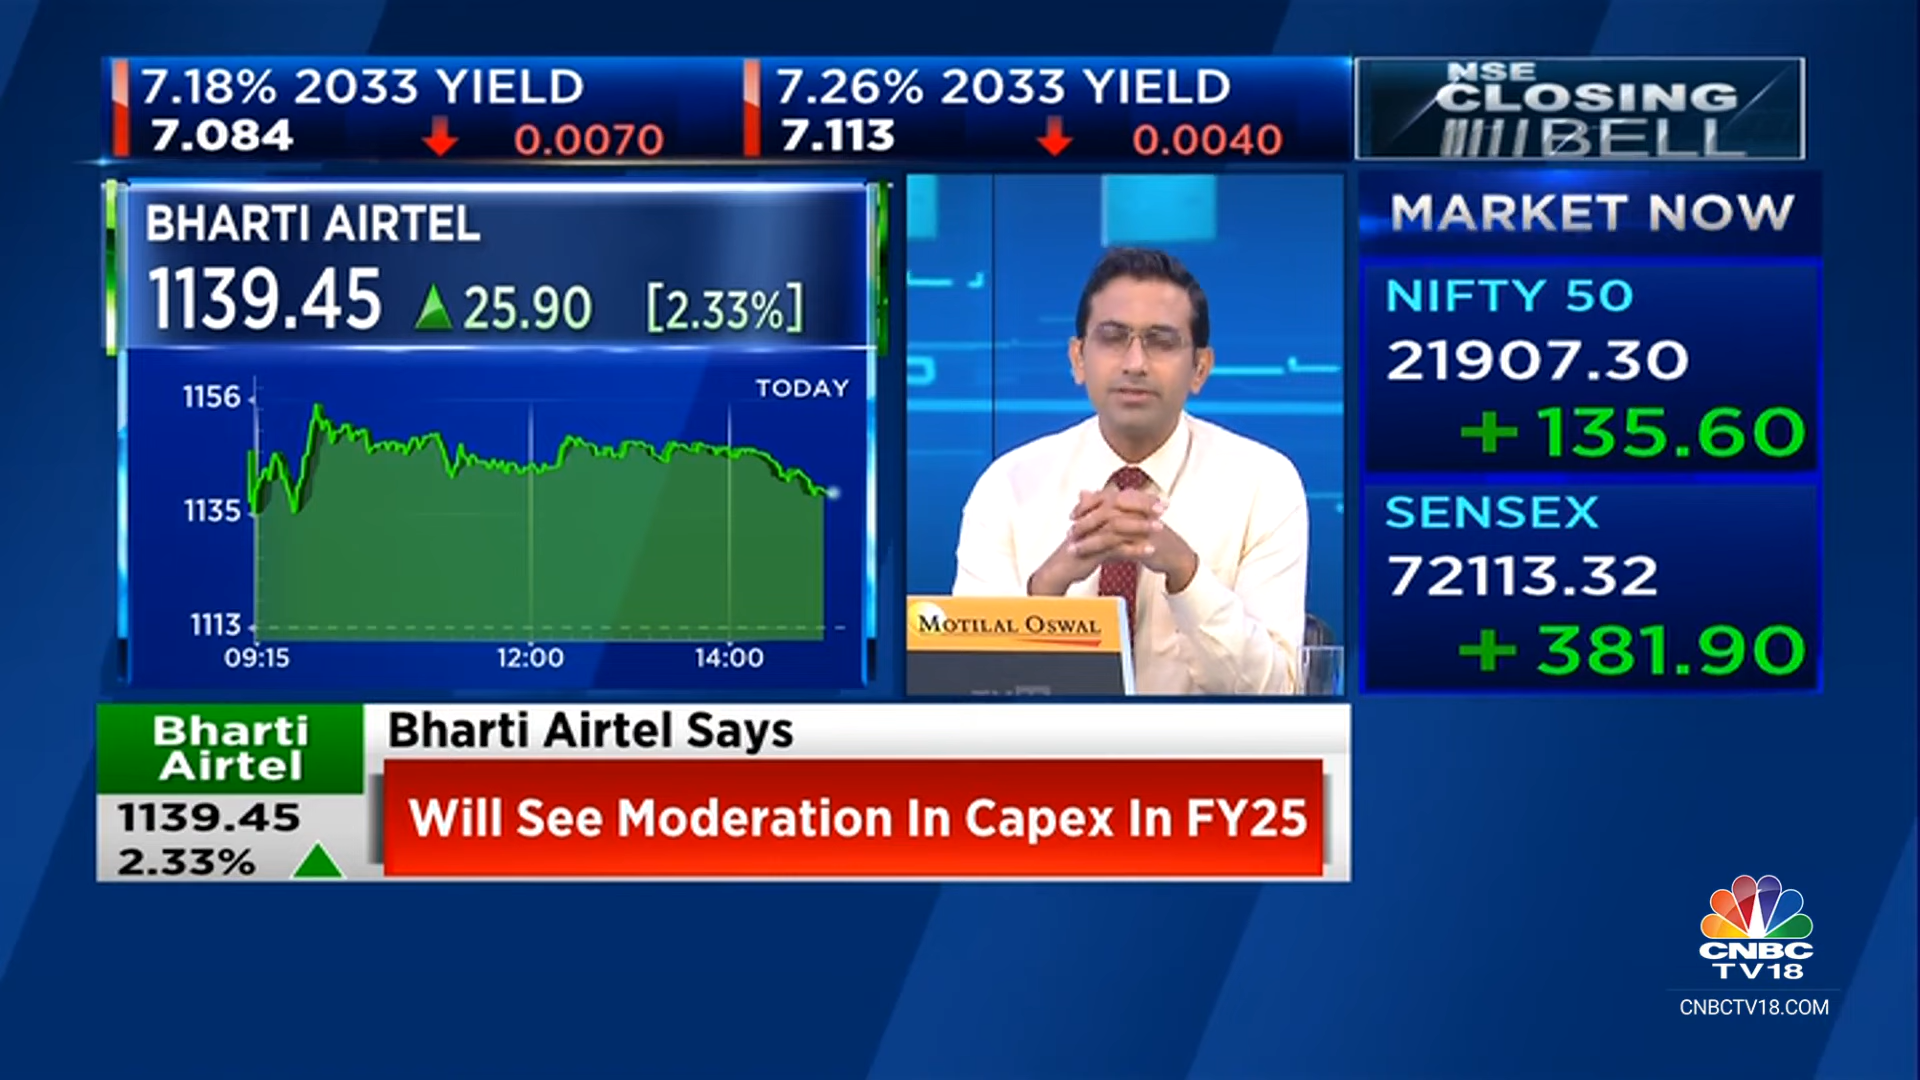 7.18% 2033 YIELD
7.084 0.0070
7.26% 2033 YIELD
7.113 0.0040
NSE
CLOSING
BELL
BHARTI AIRTEL
1139.45 25.90 [2.33%]
TODAY
1156
1135
1113
09:15 12:00 14:00
MOTILAL OSWAL
MARKET NOW
NIFTY 50
21907.30
+ 135.60
SENSEX
72113.32
+ 381.90
Bharti
Airtel
1139.45
2.33%
Bharti Airtel Says
Will See Moderation In Capex In FY25
CNBC
TV18
CNBCTV18.COM